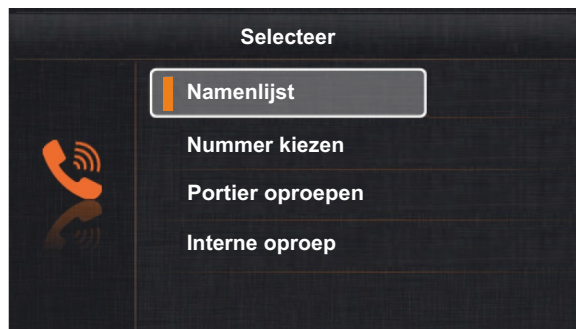 Selecteer
Namenlijst
Nummer kiezen
Portier oproepen
Interne oproep